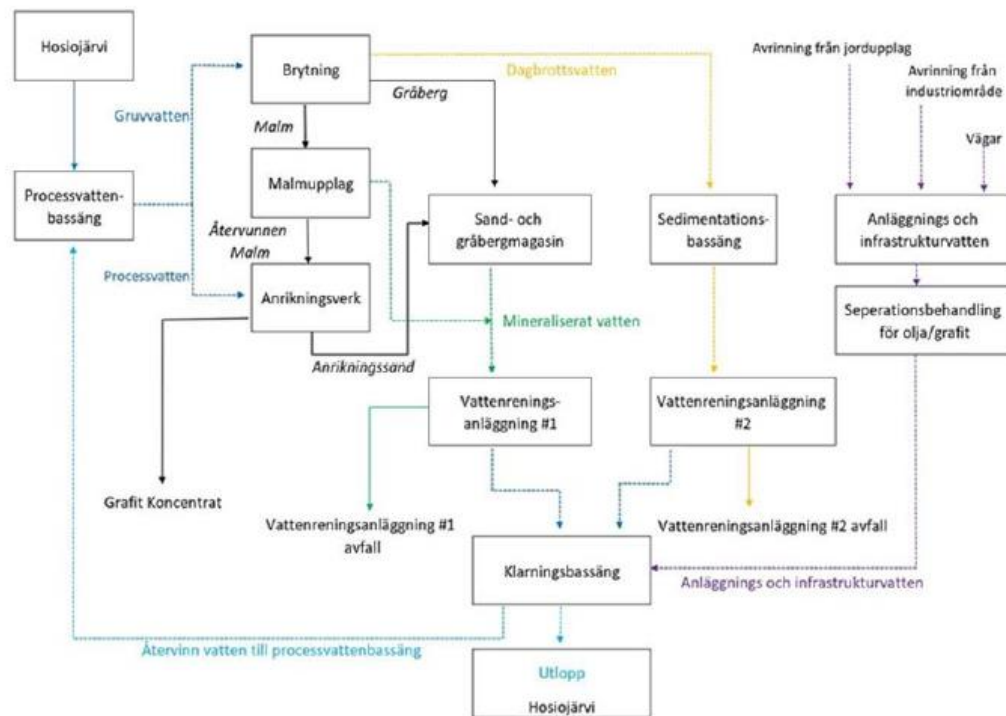 Hosiojärvi
Brytning
Dagbrottsvatten
Avrinning från jordupplag
Avrinning från
industriområde
Vägar
Gråberg
Gruvvatten
Malm
Processvatten-
bassäng
Malmupplag
Återvunnen
Malm
Sand- och
gråbergmagasin
Sedimentations-
bassäng
Anläggnings och
infrastrukturvatten
Processvatten
Anrikningsverk
Mineraliserat vatten
Seperationsbehandling
för olja/grafit
Anrikningssand
Vattenrenings-
anläggning #1
Vattenreningsanläggning
#2
Grafit Koncentrat
Vattenreningsanläggning #1
avfall
Vattenreningsanläggning #2 avfall
Klarningsbassäng
Anläggnings och infrastrukturvatten
Återvinn vatten till processvattenbassäng
Utlopp
Hosiojärvi